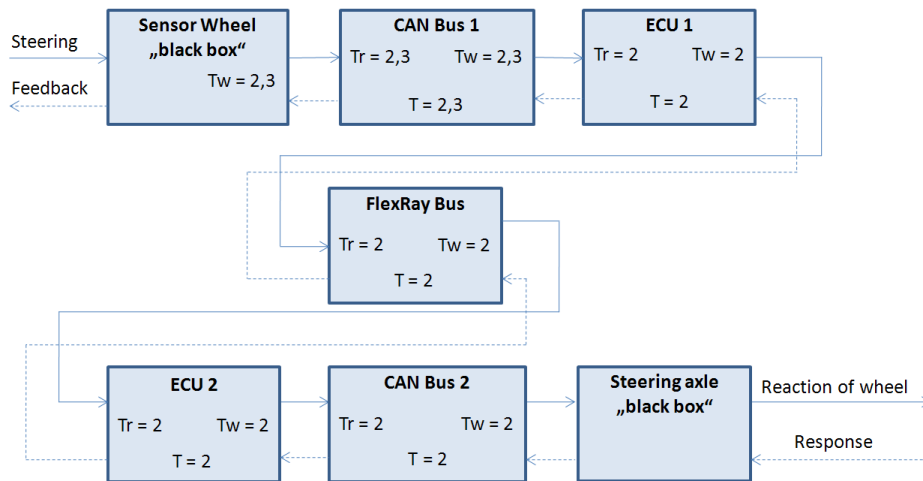 Steering
Feedback
Sensor Wheel
„black box“
Tw = 2,3
CAN Bus 1
Tr = 2,3 Tw = 2,3
T = 2,3
ECU 1
Tr = 2 Tw = 2
T = 2
FlexRay Bus
Tr = 2 Tw = 2
T = 2
ECU 2
Tr = 2 Tw = 2
T = 2
CAN Bus 2
Tr = 2 Tw = 2
T = 2
Steering axle
„black box“
Reaction of wheel
Response